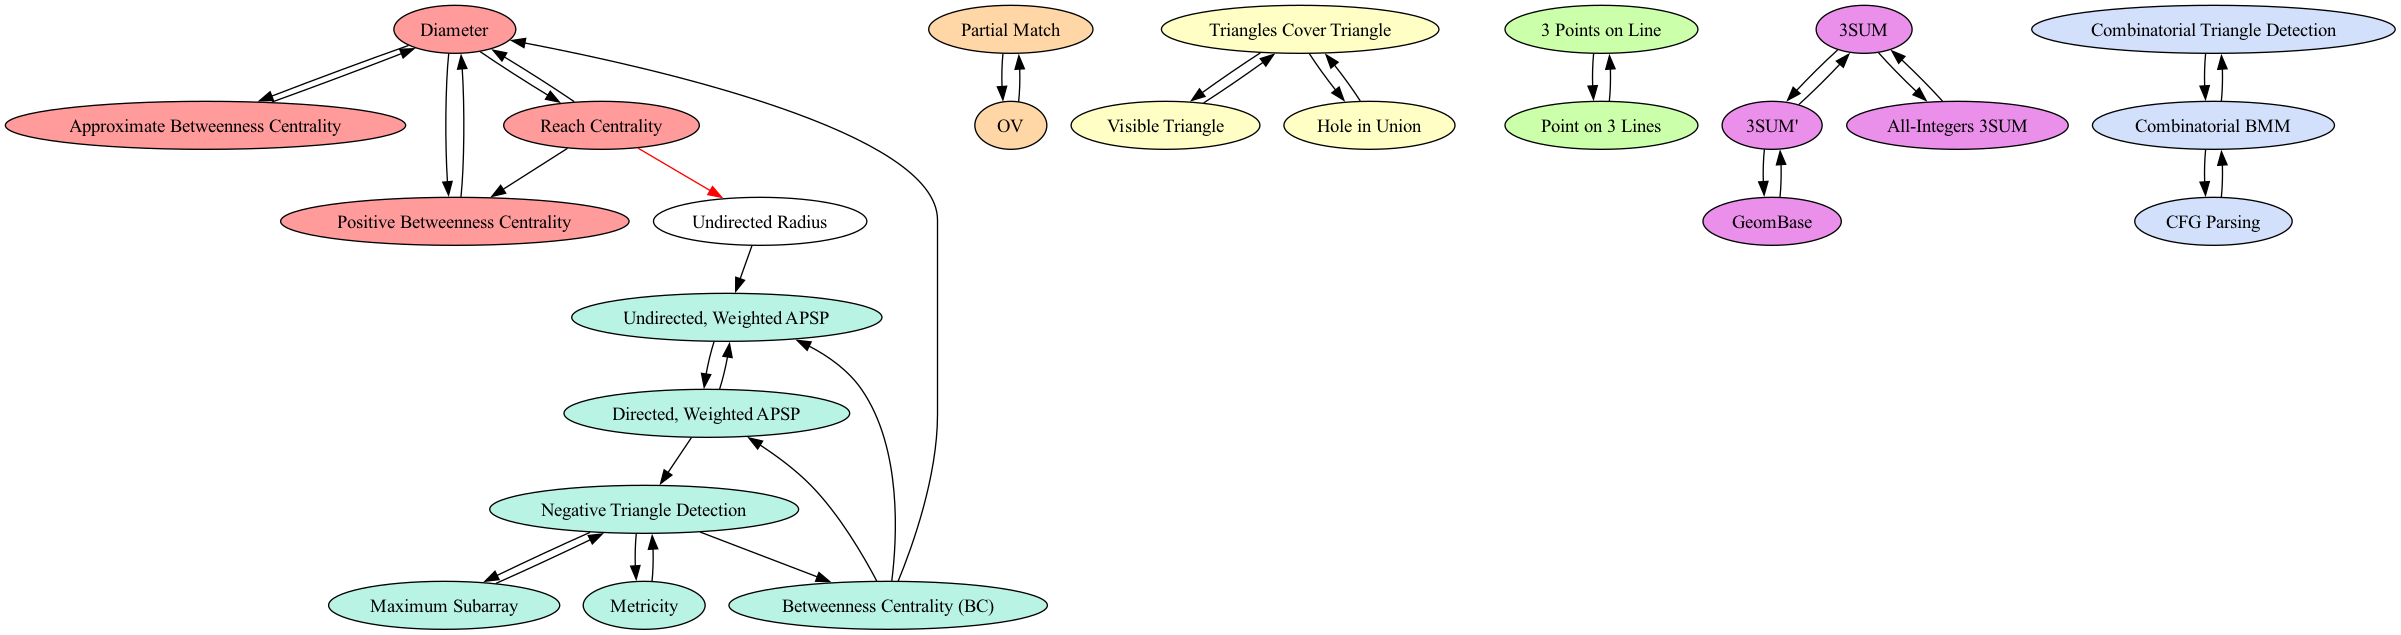 Diameter
Partial Match
Triangles Cover Triangle
3 Points on Line
3SUM
Combinatorial Triangle Detection
Approximate Betweenness Centrality
Reach Centrality
OV
Visible Triangle
Hole in Union
Point on 3 Lines
3SUM'
All-Integers 3SUM
Combinatorial BMM
Positive Betweenness Centrality
Undirected Radius
GeomBase
CFG Parsing
Undirected, Weighted APSP
Directed, Weighted APSP
Negative Triangle Detection
Maximum Subarray
Metricity
Betweenness Centrality (BC)